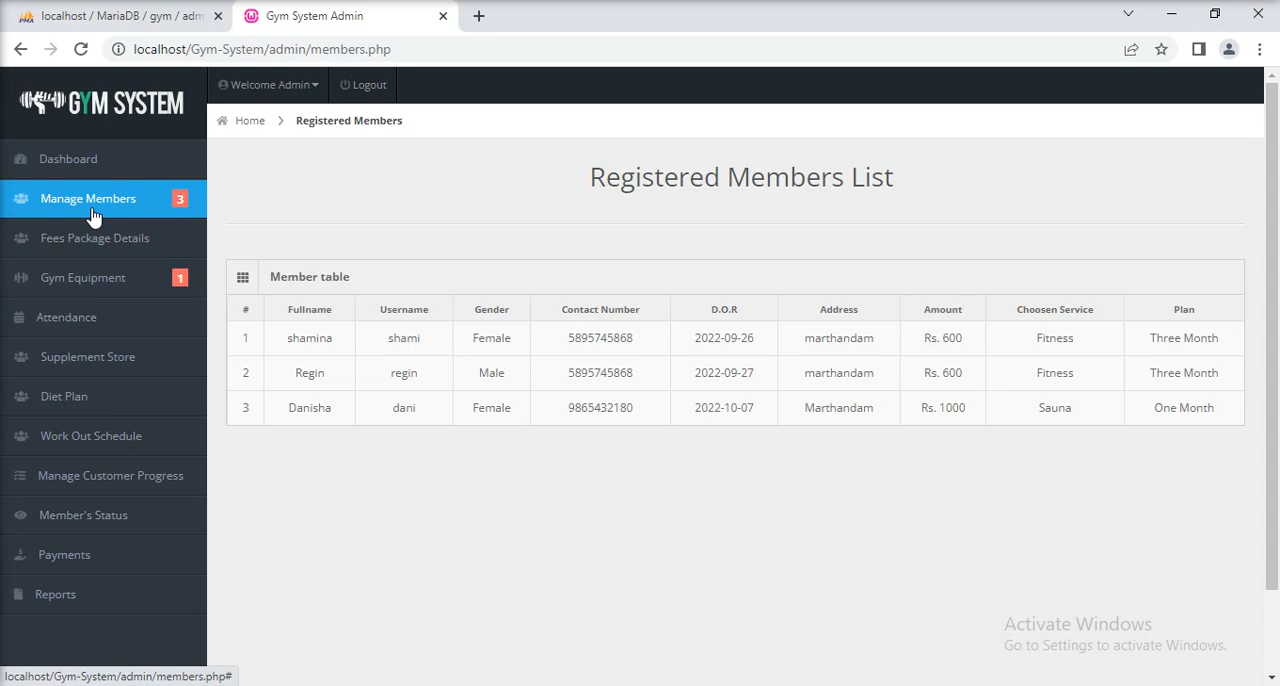 localhost / MariaDB / gym / adm
Gym System Admin
localhost/Gym-System/admin/members.php
GYM SYSTEM
Welcome Admin
Logout
Home
Registered Members
Dashboard
Manage Members 3
Fees Package Details
Gym Equipment 1
Attendance
Supplement Store
Diet Plan
Work Out Schedule
Manage Customer Progress
Member's Status
Payments
Reports
Registered Members List
Member table
# Fullname Username Gender Contact Number D.O.R Address Amount Choosen Service Plan
1 shamina shami Female 5895745868 2022-09-26 marthandam Rs. 600 Fitness Three Month
2 Regin regin Male 5895745868 2022-09-27 marthandam Rs. 600 Fitness Three Month
3 Danisha dani Female 9865432180 2022-10-07 Marthandam Rs. 1000 Sauna One Month
Activate Windows
Go to Settings to activate Windows.
localhost/Gym-System/admin/members.php#